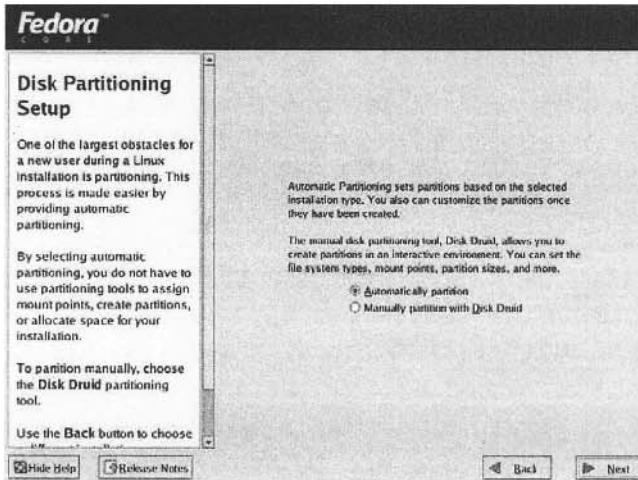 Fedora
CORE
Disk Partitioning
Setup
One of the largest obstacles for
a new user during a Linux
installation is partitioning. This
process is made easier by
providing automatic
partitioning.
By selecting automatic
partitioning, you do not have to
use partitioning tools to assign
mount points, create partitions,
or allocate space for your
installation.
To partition manually, choose
the Disk Druid partitioning
tool.
Use the Back button to choose
Automatic Partitioning sets partitions based on the selected
installation type. You also can customize the partitions once
they have been created.
The manual disk partitioning tool, Disk Druid, allows you to
create partitions in an interactive environment. You can set the
file system types, mount points, partition sizes, and more.
Automatically partition
Manually partition with Disk Druid
Hide Help
Release Notes
Back
Next